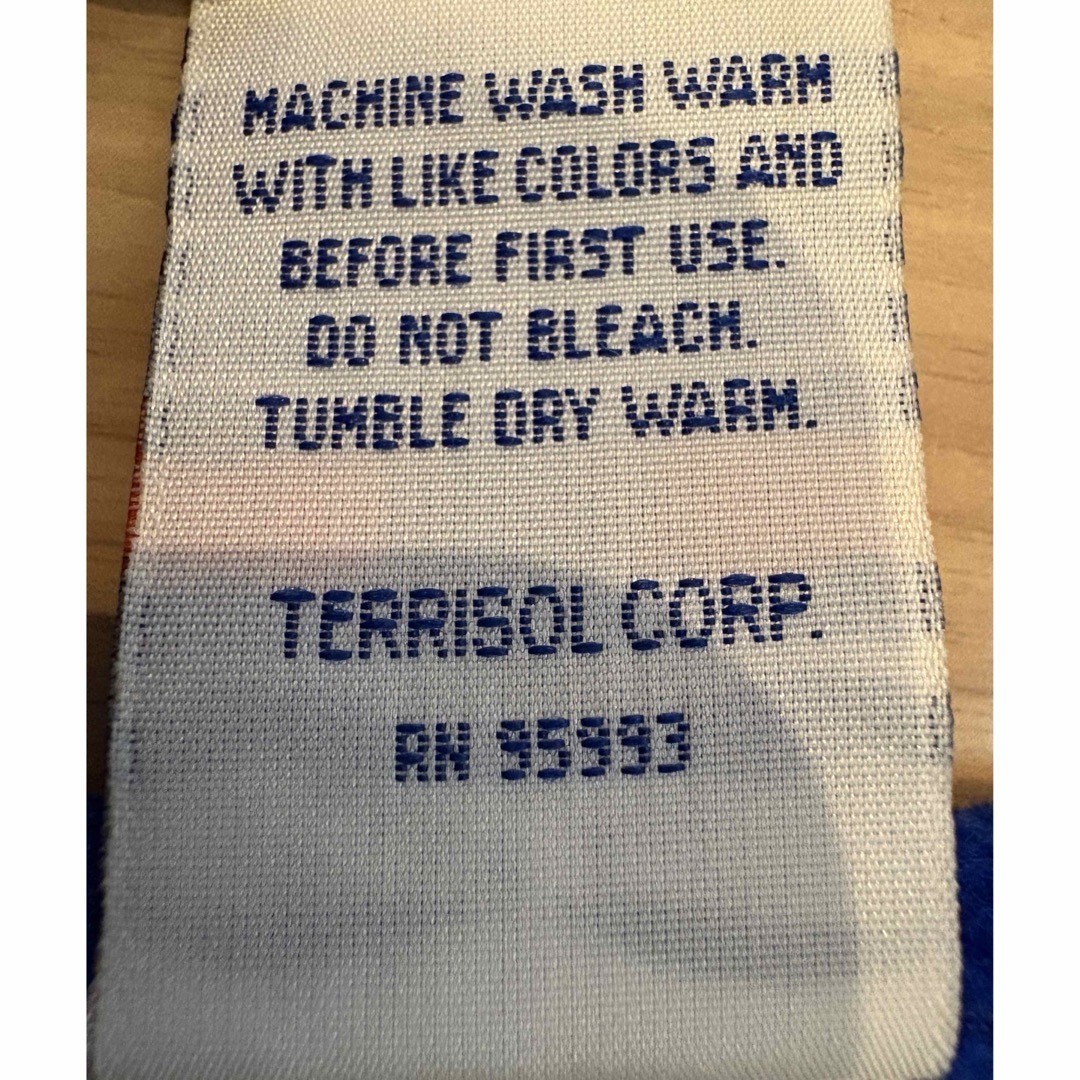 MACHINE WASH WARM
WITH LIKE COLORS AND
BEFORE FIRST USE.
DO NOT BLEACH.
TUMBLE DRY WARM.
TERRISOL CORP.
RN 95993